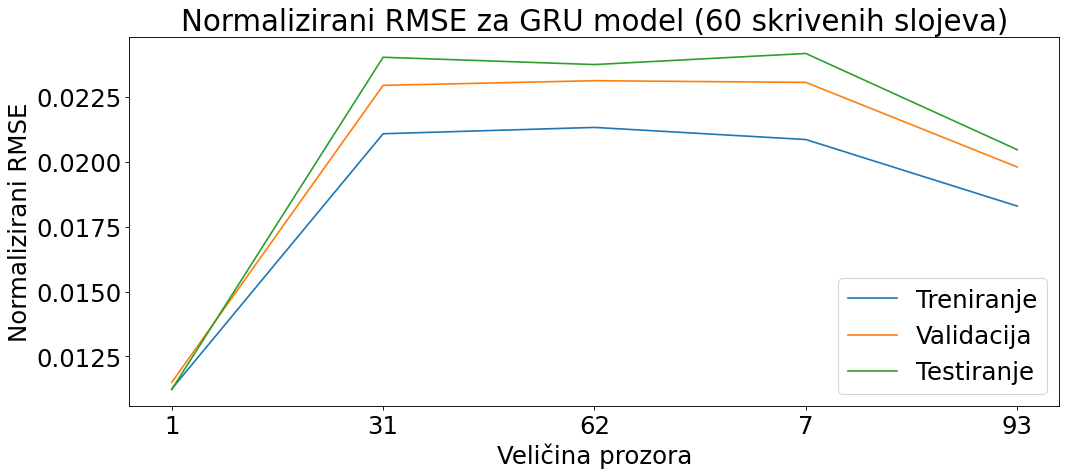 Normalizirani RMSE za GRU model (60 skrivenih slojeva)
Normalizirani RMSE
0.0225
0.0200
0.0175
0.0150
0.0125
Treniranje
Validacija
Testiranje
1 31 62 7 93
Veličina prozora